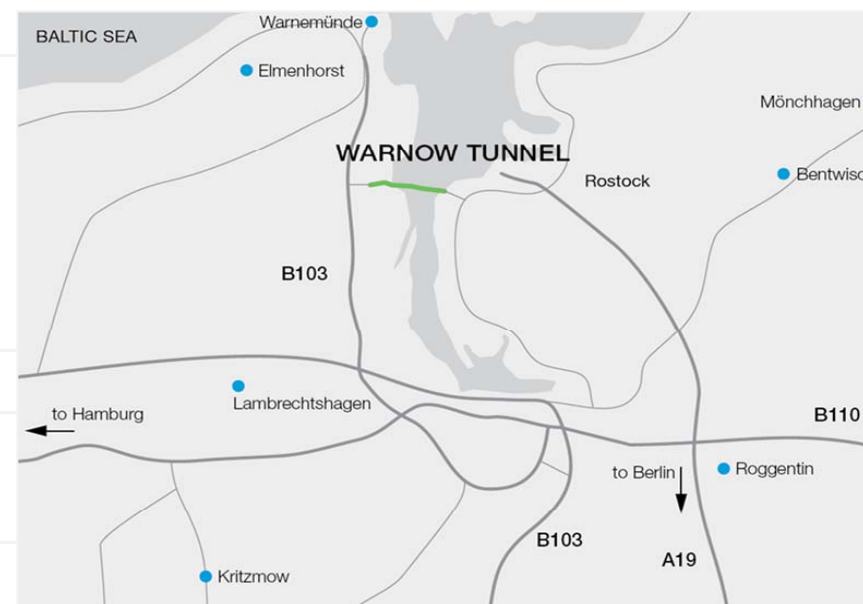 Warnemünde
BALTIC SEA
Elmenhorst
Mönchhagen
WARNOW TUNNEL
Rostock
Bentwisc
B103
Lambrechtshagen
to Hamburg
B110
to Berlin
Roggentin
B103
A19
Kritzmow